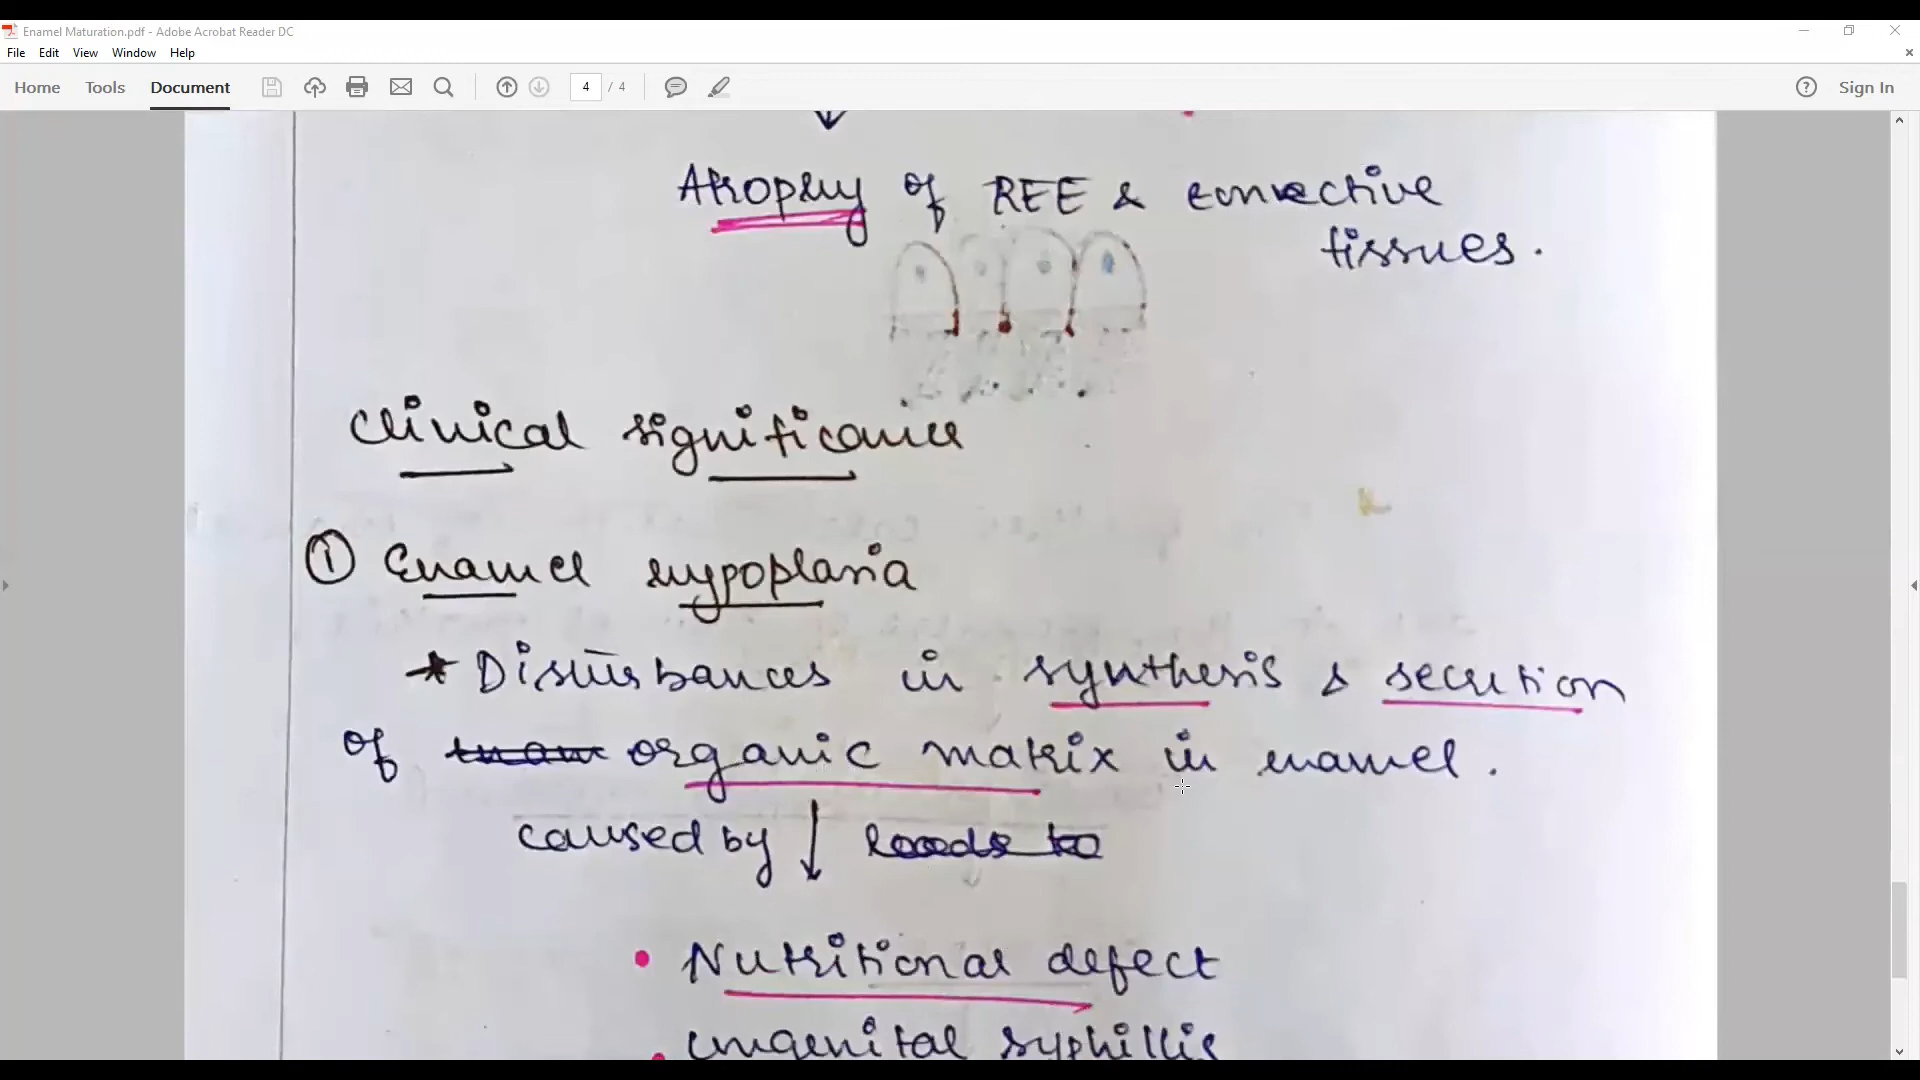 Enamel Maturation.pdf - Adobe Acrobat Reader DC
File Edit View Window Help
Home Tools Document 4 / 4 Sign In
Atrophy of REE & connective
tissues.
Clinical significance
① Enamel hypoplasia
* Disturbances in synthesis & secretion
of organic matrix in enamel.
caused by ↓ leads to
• Nutritional defect
• congenital syphillis